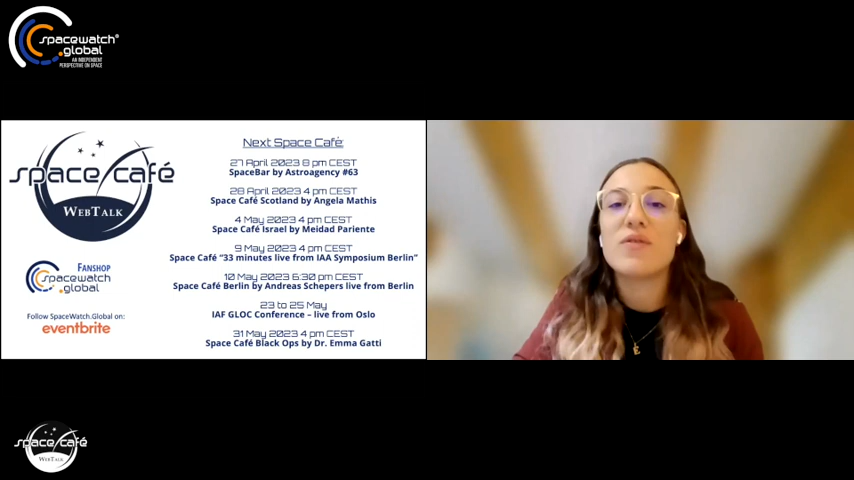 spacewatch®
.global
AN INDEPENDENT
PERSPECTIVE ON SPACE
space café
WEBTALK
FANSHOP
spacewatch
.global
Follow SpaceWatch.Global on:
eventbrite
Next Space Café:
27 April 2023 8 pm CEST
SpaceBar by Astroagency #63
28 April 2023 4 pm CEST
Space Café Scotland by Angela Mathis
4 May 2023 4 pm CEST
Space Café Israel by Meidad Pariente
9 May 2023 4 pm CEST
Space Café "33 minutes live from IAA Symposium Berlin"
10 May 2023 6:30 pm CEST
Space Café Berlin by Andreas Schepers live from Berlin
23 to 25 May
IAF GLOC Conference – live from Oslo
31 May 2023 4 pm CEST
Space Café Black Ops by Dr. Emma Gatti
space café
WEBTALK